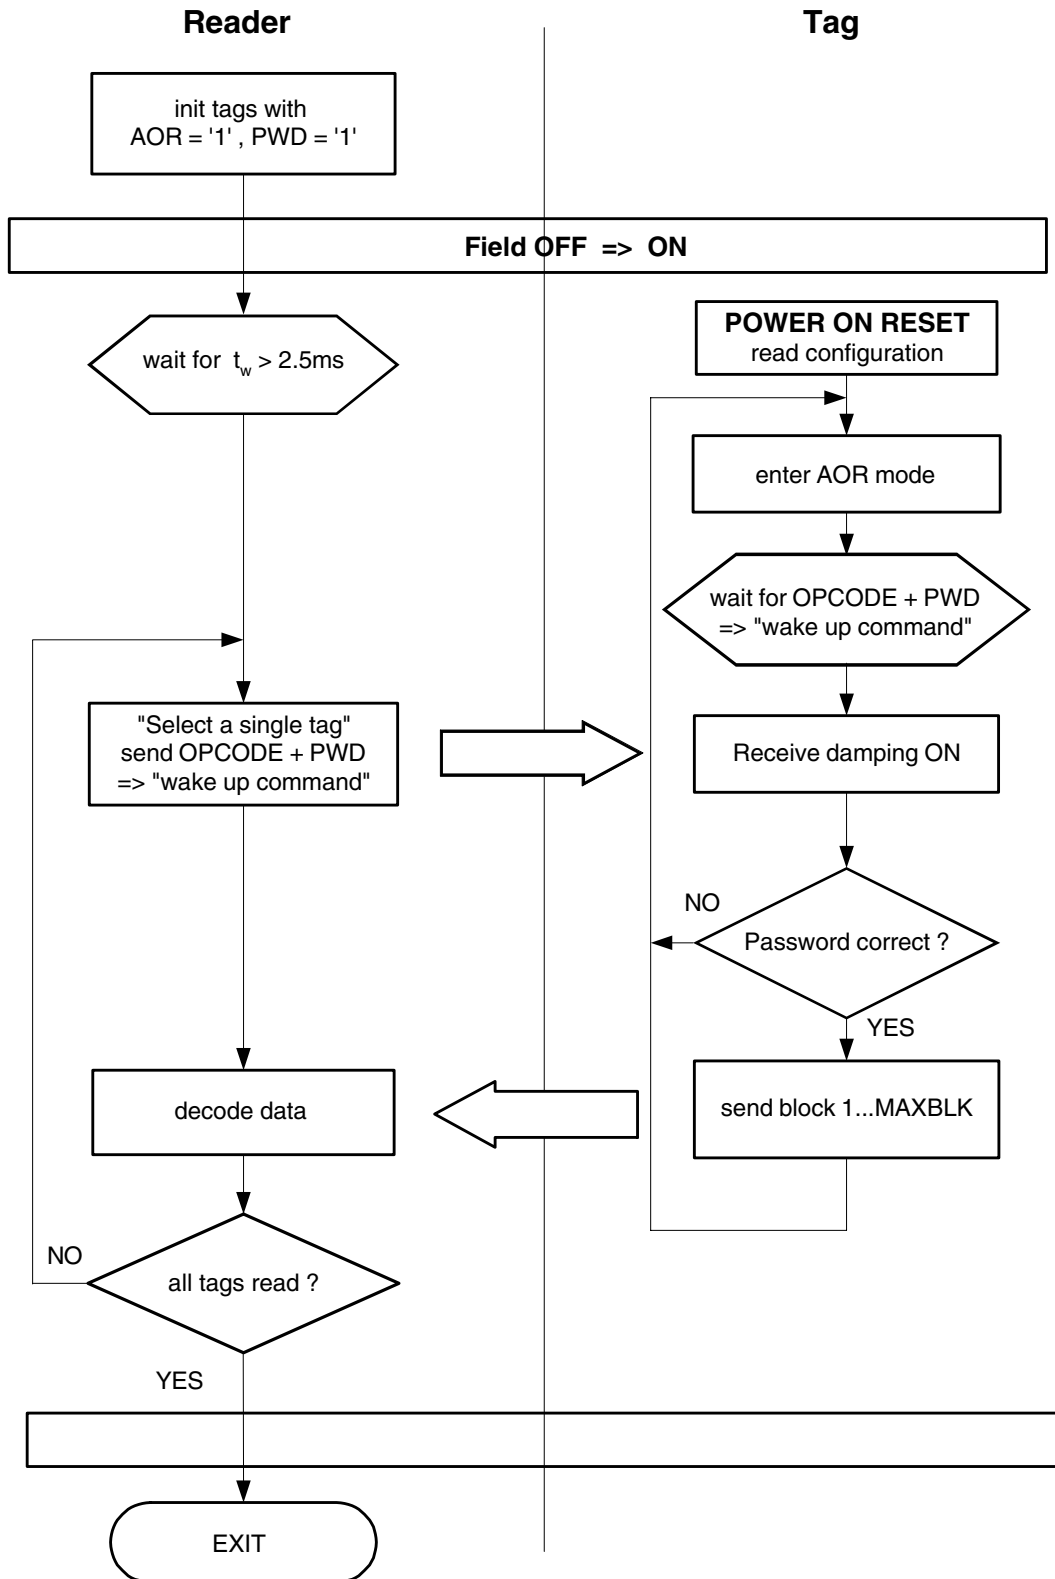 Reader
Tag
init tags with
AOR = '1' , PWD = '1'
Field OFF => ON
wait for tw > 2.5ms
POWER ON RESET
read configuration
enter AOR mode
wait for OPCODE + PWD
=> "wake up command"
"Select a single tag"
send OPCODE + PWD
=> "wake up command"
Receive damping ON
NO
Password correct ?
YES
decode data
send block 1...MAXBLK
NO
all tags read ?
YES
EXIT